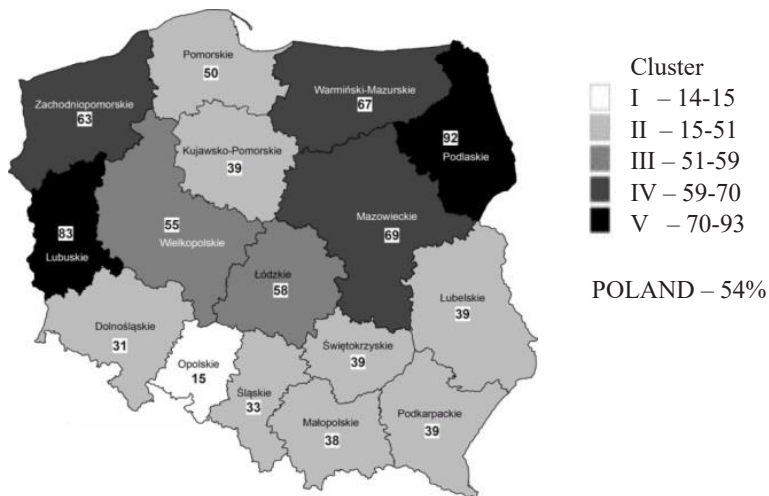 Pomorskie
50
Zachodniopomorskie
63
Warmiński-Mazurskie
67
92
Podlaskie
Kujawsko-Pomorskie
39
Mazowieckie
69
55
Wielkopolskie
83
Lubuskie
Łódzkie
58
Lubelskie
39
Dolnośląskie
31
Świętokrzyskie
39
Opolskie
15
Śląskie
33
Małopolskie
38
Podkarpackie
39
Cluster
I – 14-15
II – 15-51
III – 51-59
IV – 59-70
V – 70-93
POLAND – 54%